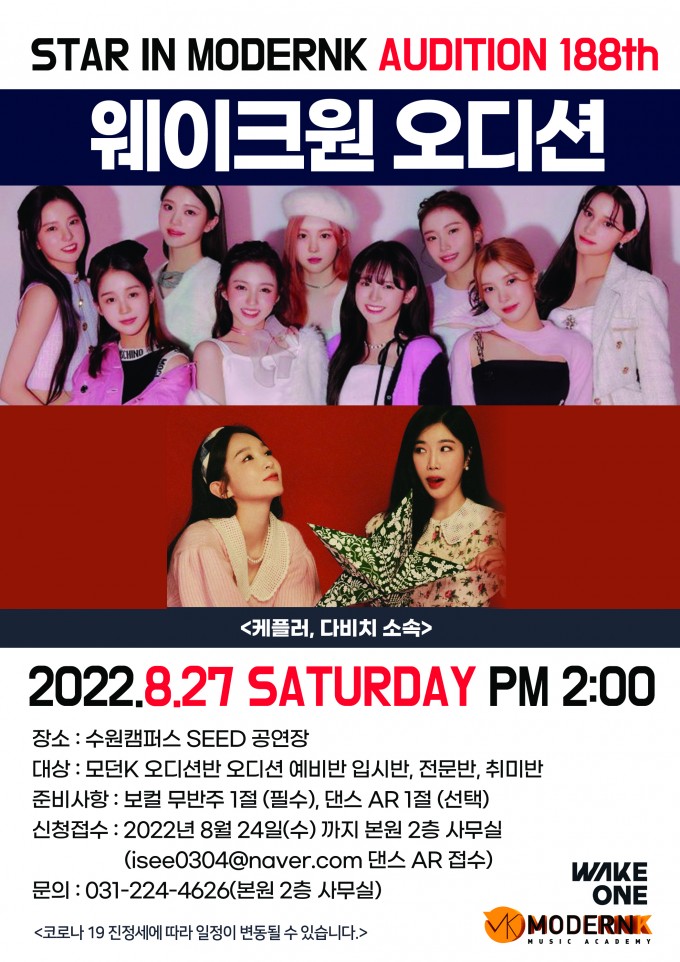 STAR IN MODERNK AUDITION 188th
웨이크원 오디션
CHINO
<케플러, 다비치 소속>
2022.8.27 SATURDAY PM 2:00
장소 : 수원캠퍼스 SEED 공연장
대상 : 모던K 오디션반 오디션 예비반 입시반, 전문반, 취미반
준비사항 : 보컬 무반주 1절 (필수), 댄스 AR 1절 (선택)
신청접수 : 2022년 8월 24일(수) 까지 본원 2층 사무실
(isee0304@naver.com 댄스 AR 접수)
문의 : 031-224-4626(본원 2층 사무실)
<코로나 19 진정세에 따라 일정이 변동될 수 있습니다.>
WAKE
ONE
MODERNK
MUSIC ACADEMY